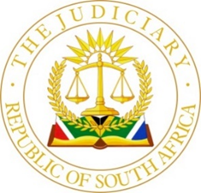 THE JUDICIARY
REPUBLIC OF SOUTH AFRICA